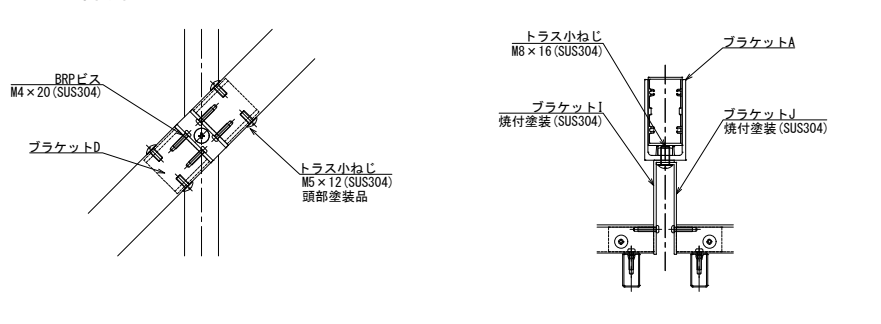 BRPビス
M4×20(SUS304)
ブラケットD
トラス小ねじ
M5×12(SUS304)
頭部塗装品
トラス小ねじ
M8×16(SUS304)
ブラケットA
ブラケットI
焼付塗装(SUS304)
ブラケットJ
焼付塗装(SUS304)